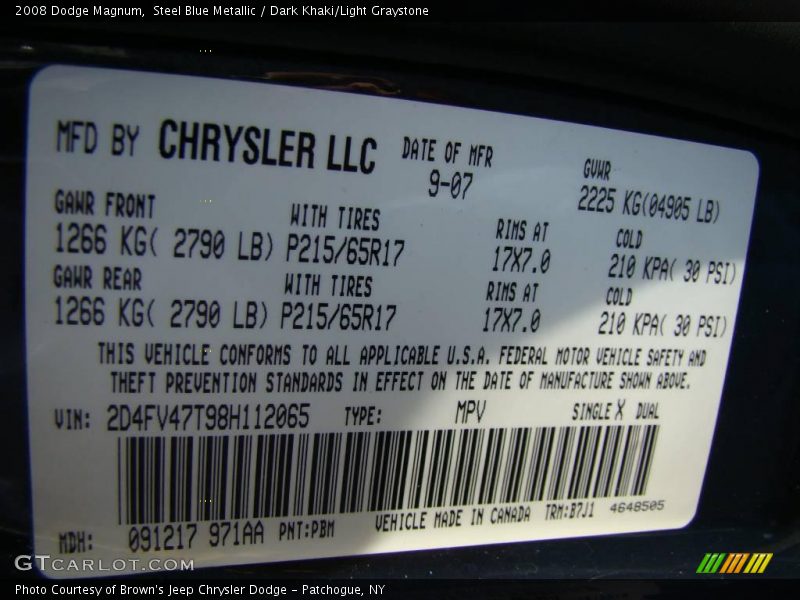 2008 Dodge Magnum,  Steel Blue Metallic / Dark Khaki/Light Graystone
MFD BY CHRYSLER LLC DATE OF MFR GVWR
9-07 2225 KG(04905 LB)
GAWR FRONT WITH TIRES RIMS AT COLD
1266 KG( 2790 LB) P215/65R17 17X7.0 210 KPA( 30 PSI)
GAWR REAR WITH TIRES RIMS AT COLD
1266 KG( 2790 LB) P215/65R17 17X7.0 210 KPA( 30 PSI)
THIS VEHICLE CONFORMS TO ALL APPLICABLE U.S.A. FEDERAL MOTOR VEHICLE SAFETY AND
THEFT PREVENTION STANDARDS IN EFFECT ON THE DATE OF MANUFACTURE SHOWN ABOVE.
VIN: 2D4FV47T98H112065 TYPE: MPV SINGLE X DUAL
MDH: 091217 971AA PNT:PBM VEHICLE MADE IN CANADA TRM:B7J1 4648505
GTCarLot.com
Photo Courtesy of Brown's Jeep Chrysler Dodge - Patchogue, NY